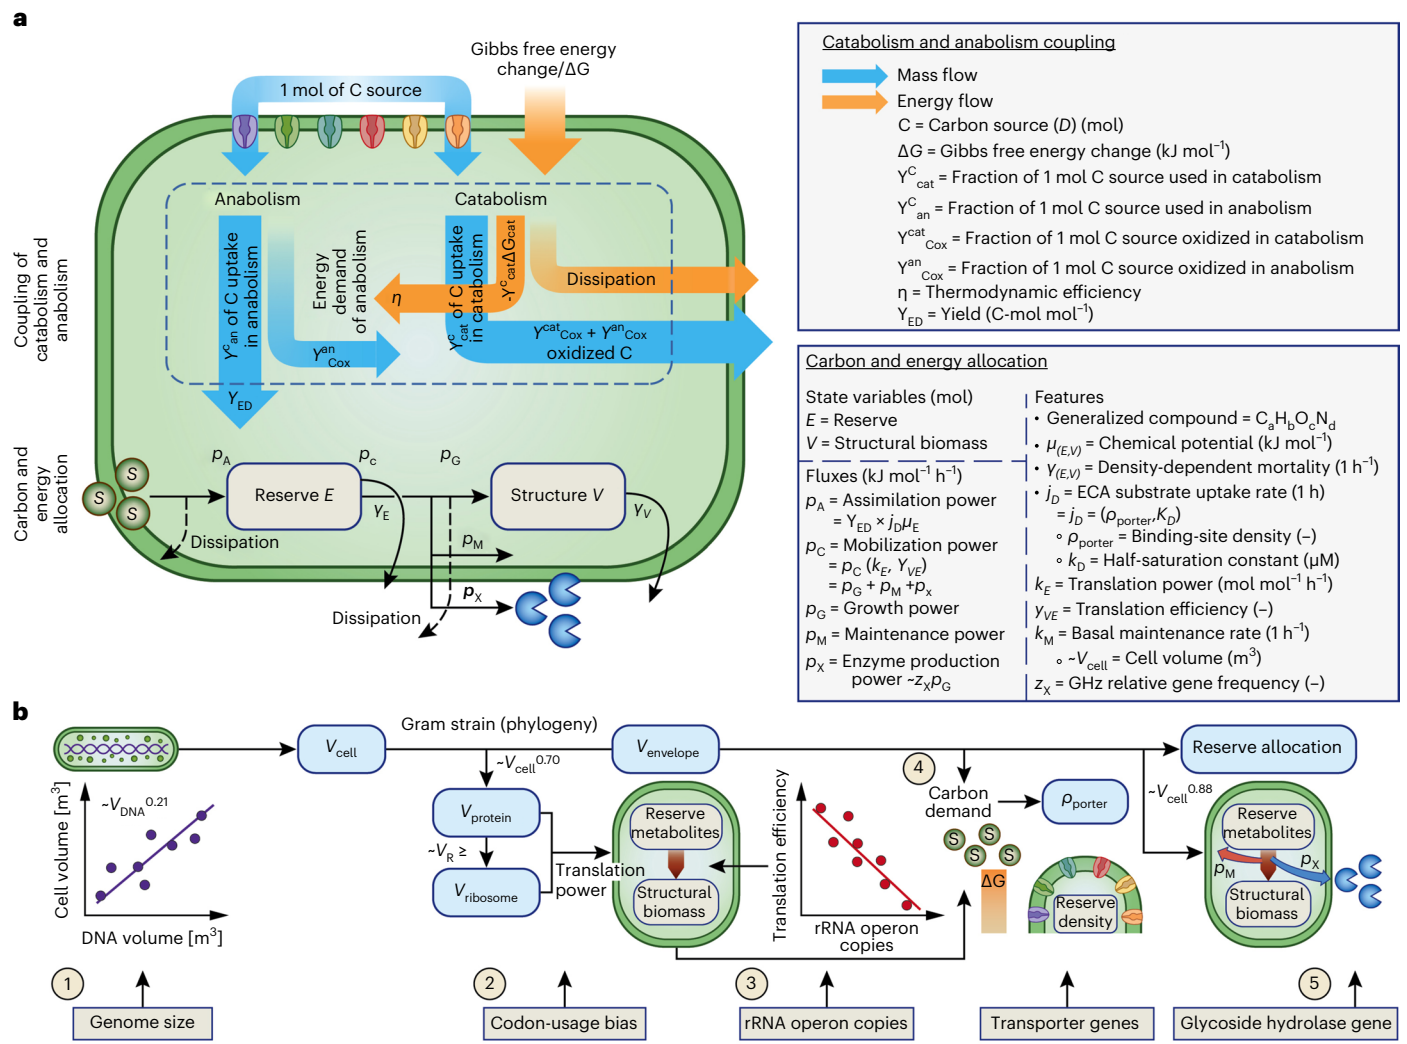 a
Gibbs free energy
change/ΔG
1 mol of C source
Anabolism
Catabolism
Coupling of
catabolism and
anabolism
Y^C_an of C uptake
in anabolism
Energy
demand
of anabolism
η
Y^C_cat of C uptake
in catabolism
-Y^C_catΔG_cat
Dissipation
Y^an_Cox
Y^cat_Cox + Y^an_Cox
oxidized C
Y_ED
Carbon and
energy
allocation
S
S
S
p_A
Reserve E
p_c
γ_E
p_G
Structure V
γ_V
Dissipation
p_M
p_X
Dissipation
Catabolism and anabolism coupling
Mass flow
Energy flow
C = Carbon source (D) (mol)
ΔG = Gibbs free energy change (kJ mol⁻¹)
Y^C_cat = Fraction of 1 mol C source used in catabolism
Y^C_an = Fraction of 1 mol C source used in anabolism
Y^cat_Cox = Fraction of 1 mol C source oxidized in catabolism
Y^an_Cox = Fraction of 1 mol C source oxidized in anabolism
η = Thermodynamic efficiency
Y_ED = Yield (C-mol mol⁻¹)
Carbon and energy allocation
State variables (mol)
E = Reserve
V = Structural biomass
Fluxes (kJ mol⁻¹ h⁻¹)
p_A = Assimilation power
= Y_ED × j_Dμ_E
p_C = Mobilization power
= p_C (k_E, Y_VE)
= p_G + p_M +p_x
p_G = Growth power
p_M = Maintenance power
p_X = Enzyme production
power ~z_Xp_G
Features
• Generalized compound = C_aH_bO_cN_d
• μ_(E,V) = Chemical potential (kJ mol⁻¹)
• γ_(E,V) = Density-dependent mortality (1 h⁻¹)
• j_D = ECA substrate uptake rate (1 h)
= j_D = (ρ_porter,K_D)
∘ ρ_porter = Binding-site density (–)
∘ k_D = Half-saturation constant (μM)
k_E = Translation power (mol mol⁻¹ h⁻¹)
y_VE = Translation efficiency (–)
k_M = Basal maintenance rate (1 h⁻¹)
∘ ~V_cell = Cell volume (m³)
z_X = GHz relative gene frequency (–)
b
V_cell
Gram strain (phylogeny)
V_envelope
Reserve allocation
~V_cell^0.70
V_protein
~V_R ≥
V_ribosome
Translation
power
Reserve
metabolites
Structural
biomass
Cell volume [m³]
~V_DNA^0.21
DNA volume [m³]
Translation efficiency
rRNA operon
copies
4
Carbon
demand
ρ_porter
S
S
S
S
ΔG
Reserve
density
~V_cell^0.88
Reserve
metabolites
p_M
p_X
Structural
biomass
1
Genome size
2
Codon-usage bias
3
rRNA operon copies
Transporter genes
5
Glycoside hydrolase gene